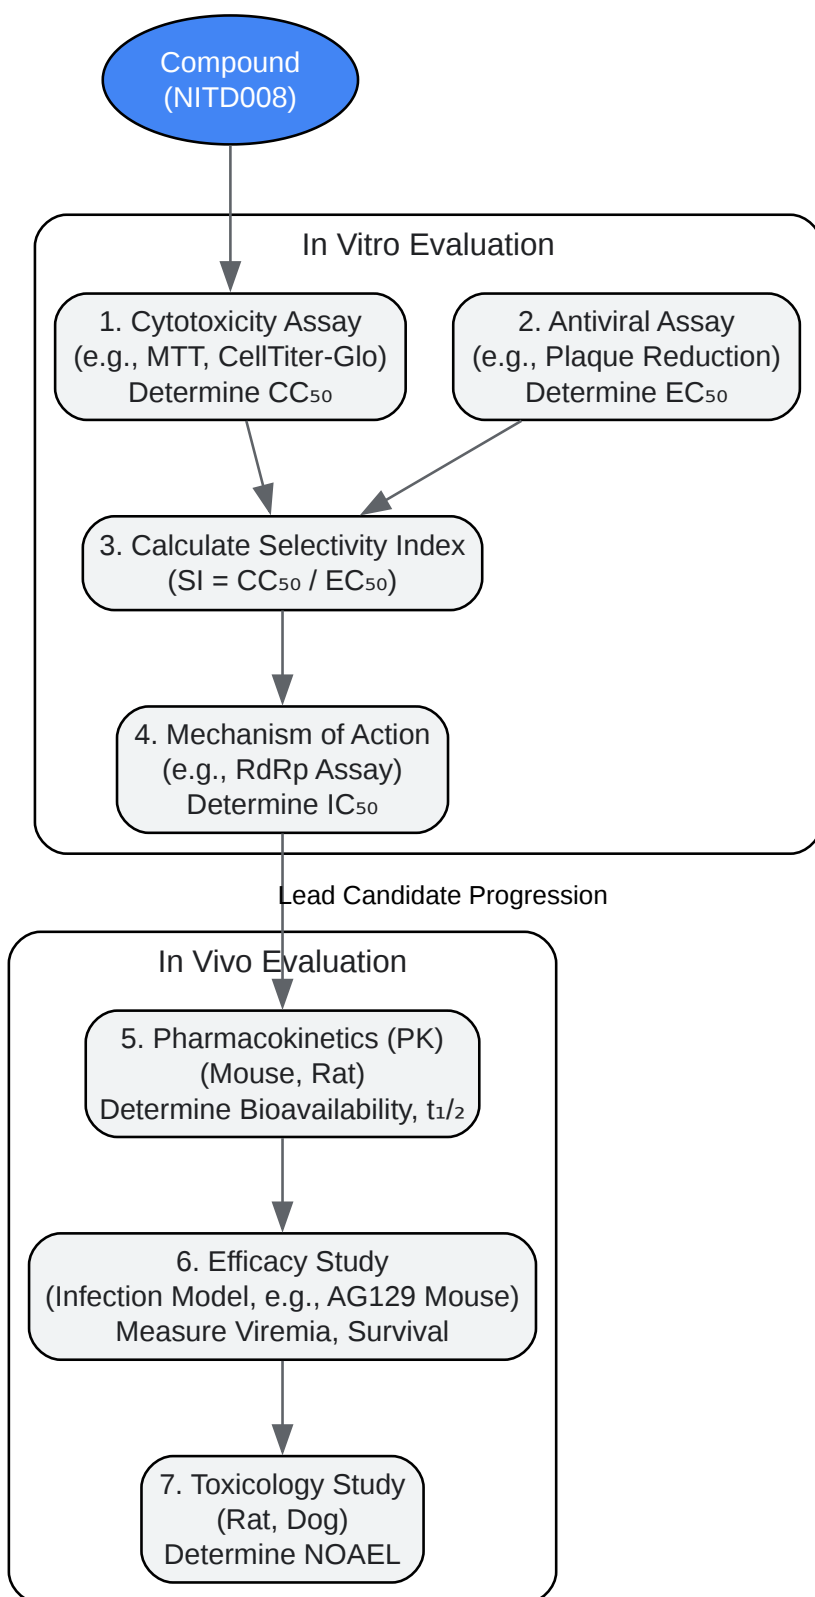 Compound
(NITD008)
In Vitro Evaluation
1. Cytotoxicity Assay
(e.g., MTT, CellTiter-Glo)
Determine CC₅₀
2. Antiviral Assay
(e.g., Plaque Reduction)
Determine EC₅₀
3. Calculate Selectivity Index
(SI = CC₅₀ / EC₅₀)
4. Mechanism of Action
(e.g., RdRp Assay)
Determine IC₅₀
Lead Candidate Progression
In Vivo Evaluation
5. Pharmacokinetics (PK)
(Mouse, Rat)
Determine Bioavailability, t₁/₂
6. Efficacy Study
(Infection Model, e.g., AG129 Mouse)
Measure Viremia, Survival
7. Toxicology Study
(Rat, Dog)
Determine NOAEL